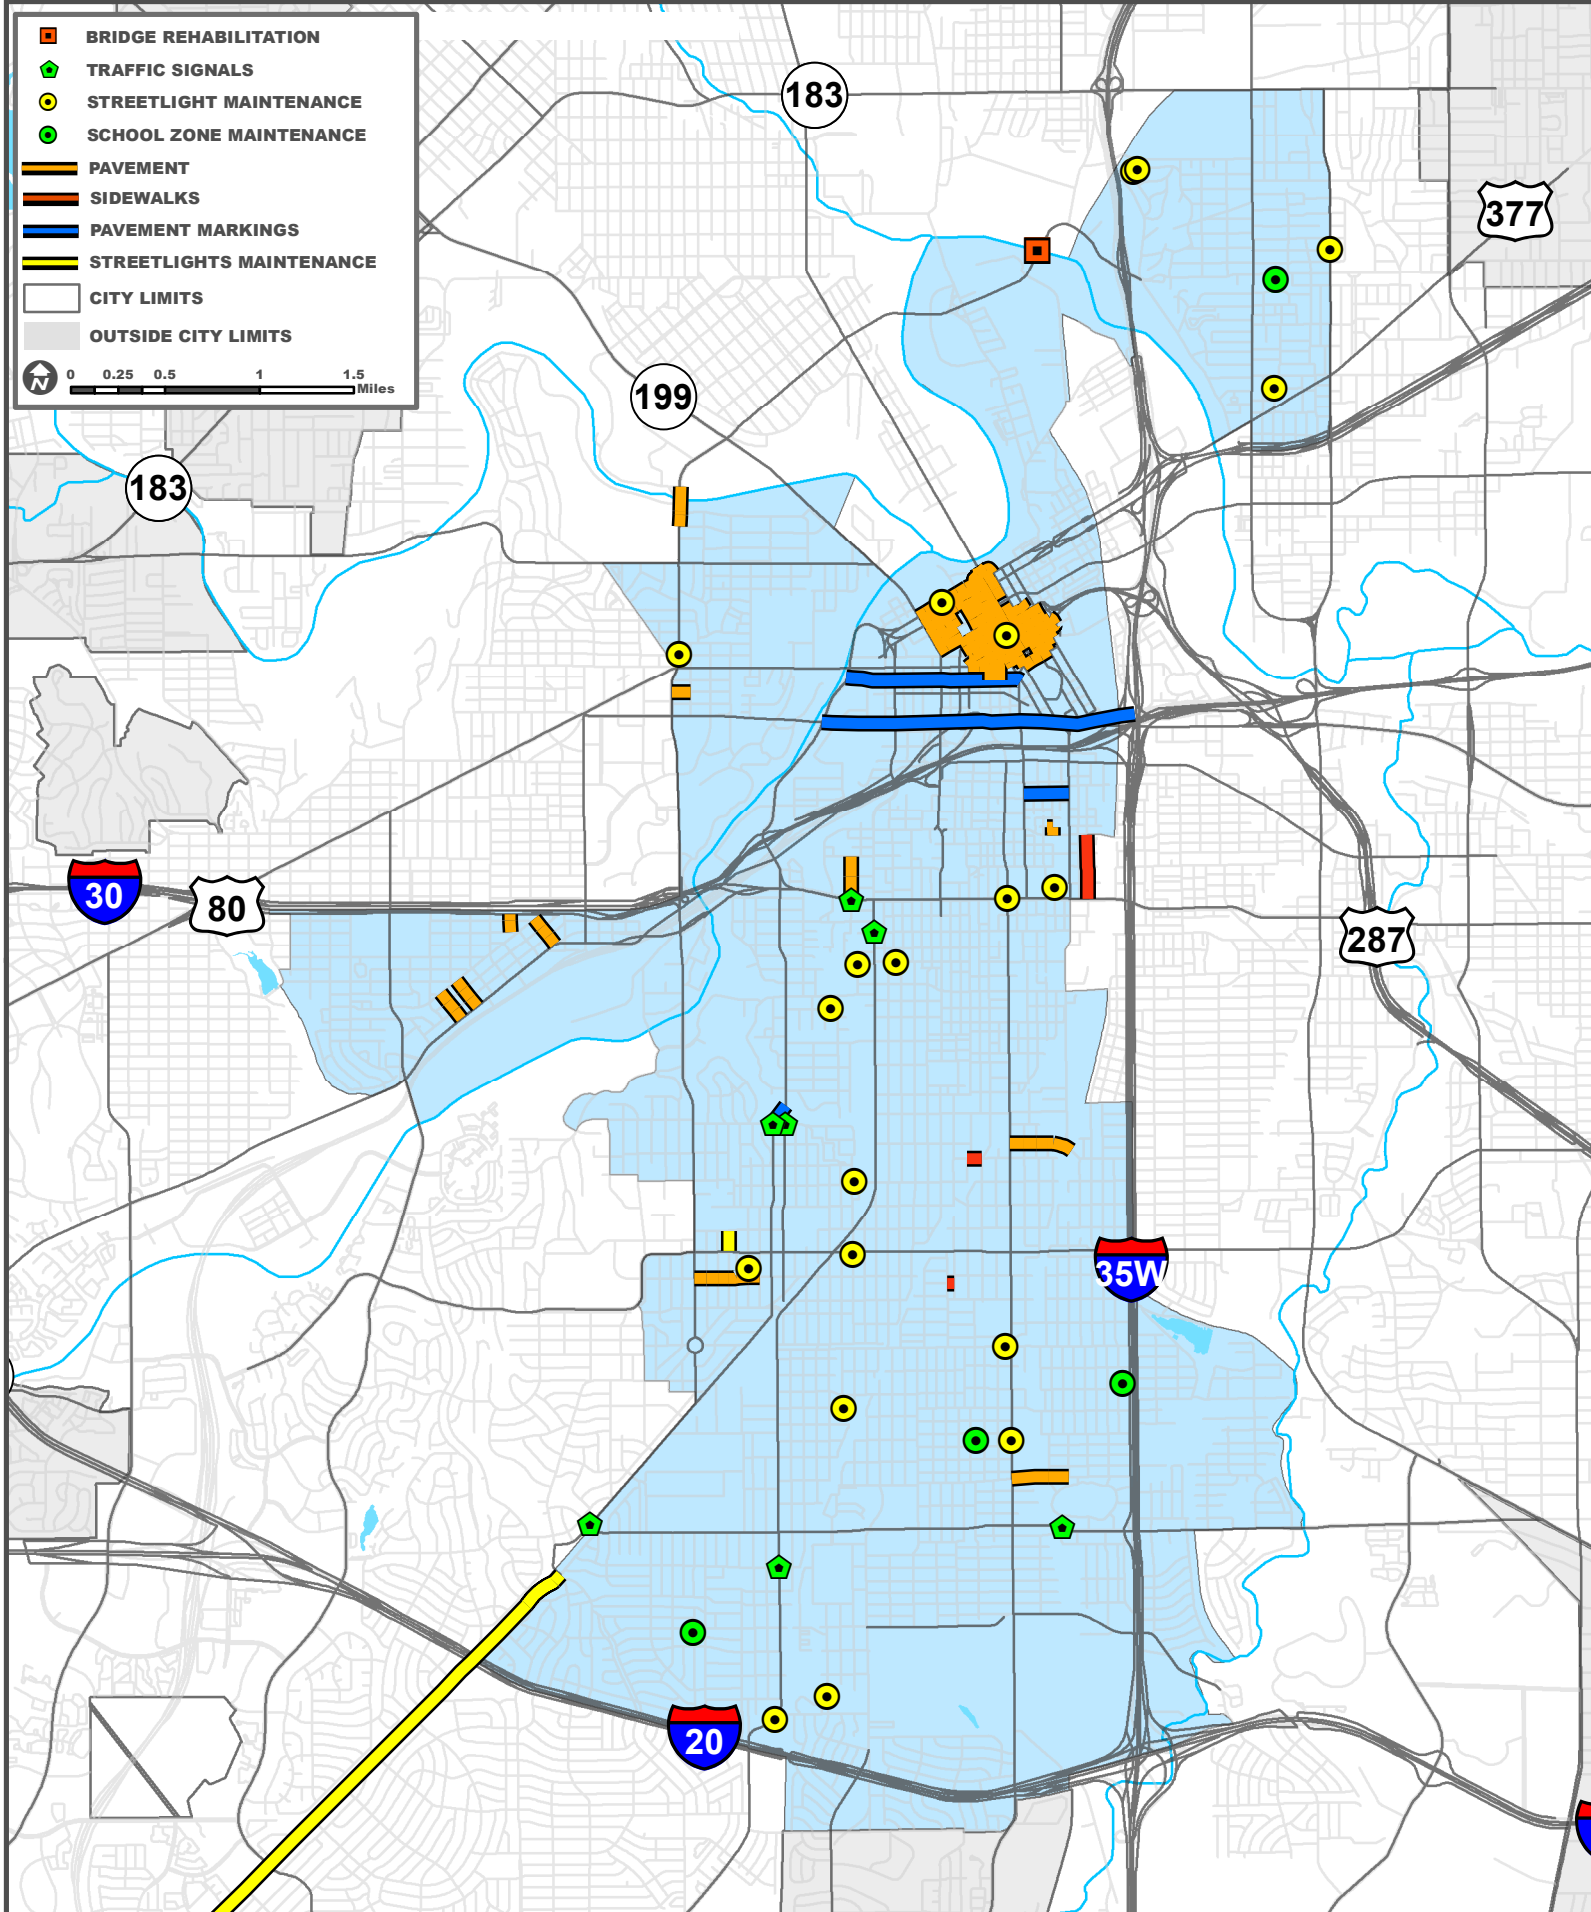 BRIDGE REHABILITATION
TRAFFIC SIGNALS
STREETLIGHT MAINTENANCE
SCHOOL ZONE MAINTENANCE
PAVEMENT
SIDEWALKS
PAVEMENT MARKINGS
STREETLIGHTS MAINTENANCE
CITY LIMITS
OUTSIDE CITY LIMITS
N
0 0.25 0.5 1 1.5
Miles
183
377
199
183
30
80
287
35W
20